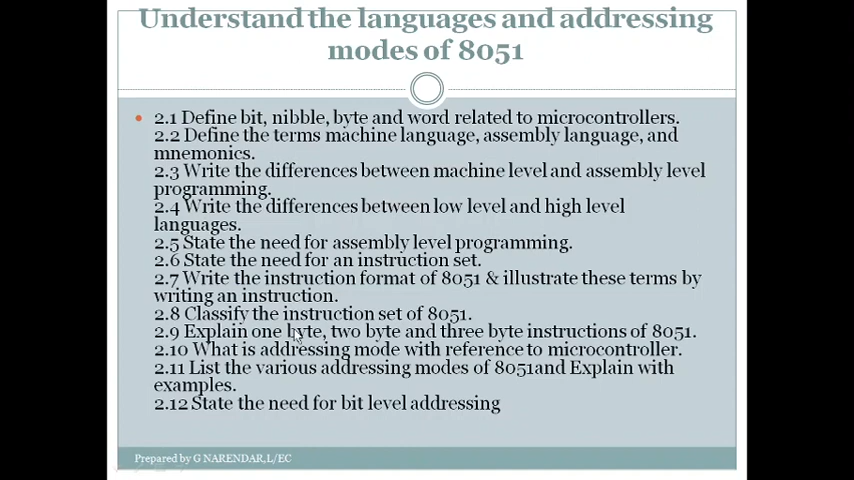 Understand the languages and addressing
modes of 8051
2.1 Define bit, nibble, byte and word related to microcontrollers.
2.2 Define the terms machine language, assembly language, and
mnemonics.
2.3 Write the differences between machine level and assembly level
programming.
2.4 Write the differences between low level and high level
languages.
2.5 State the need for assembly level programming.
2.6 State the need for an instruction set.
2.7 Write the instruction format of 8051 & illustrate these terms by
writing an instruction.
2.8 Classify the instruction set of 8051.
2.9 Explain one byte, two byte and three byte instructions of 8051.
2.10 What is addressing mode with reference to microcontroller.
2.11 List the various addressing modes of 8051and Explain with
examples.
2.12 State the need for bit level addressing
Prepared by G NARENDAR,L/EC